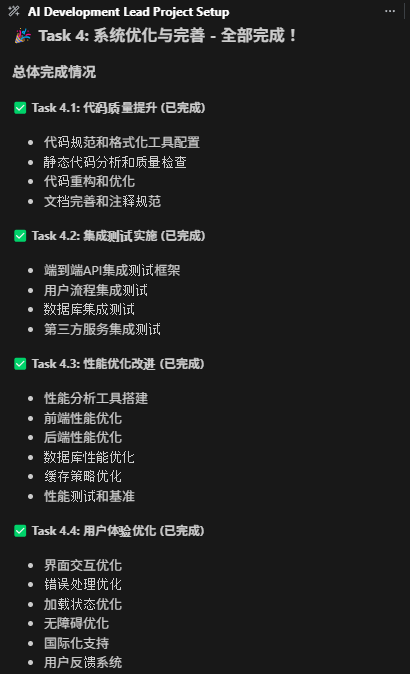 AI Development Lead Project Setup
🎉 Task 4: 系统优化与完善 - 全部完成！
总体完成情况
✅ Task 4.1: 代码质量提升 (已完成)
• 代码规范和格式化工具配置
• 静态代码分析和质量检查
• 代码重构和优化
• 文档完善和注释规范
✅ Task 4.2: 集成测试实施 (已完成)
• 端到端API集成测试框架
• 用户流程集成测试
• 数据库集成测试
• 第三方服务集成测试
✅ Task 4.3: 性能优化改进 (已完成)
• 性能分析工具搭建
• 前端性能优化
• 后端性能优化
• 数据库性能优化
• 缓存策略优化
• 性能测试和基准
✅ Task 4.4: 用户体验优化 (已完成)
• 界面交互优化
• 错误处理优化
• 加载状态优化
• 无障碍优化
• 国际化支持
• 用户反馈系统